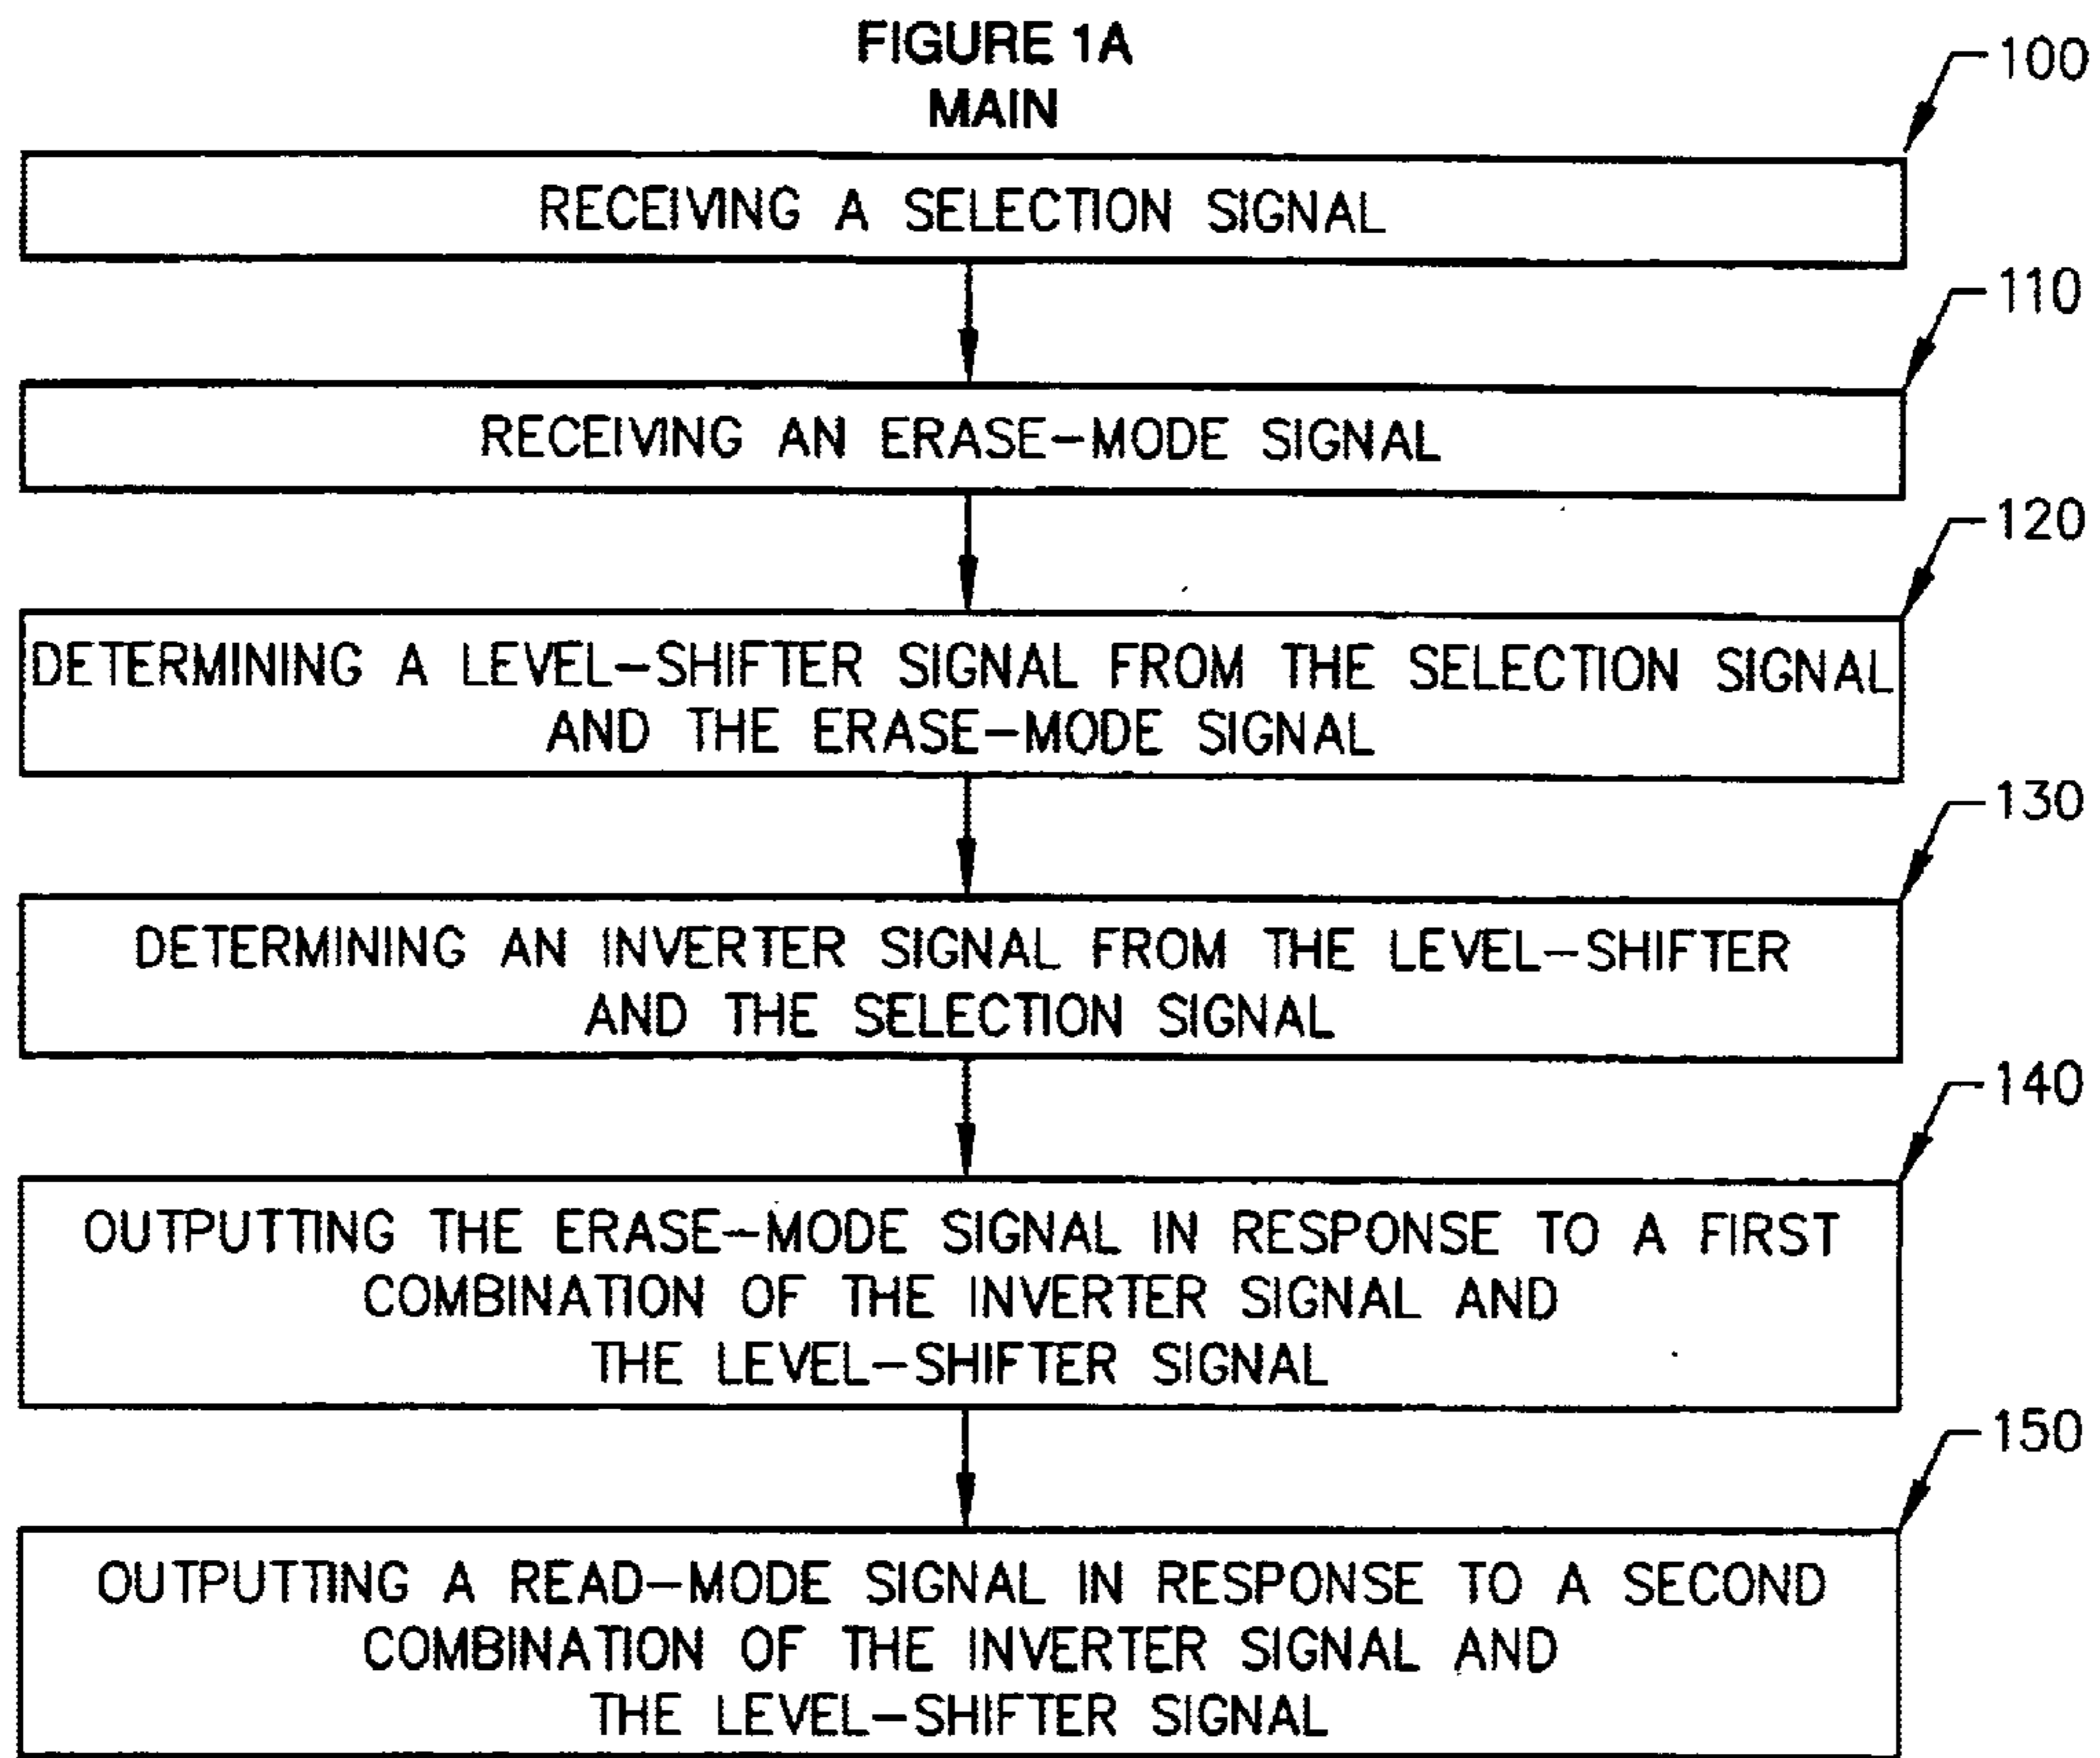 FIGURE 1A
MAIN
100
RECEIVING A SELECTION SIGNAL
110
RECEIVING AN ERASE-MODE SIGNAL
120
DETERMINING A LEVEL-SHIFTER SIGNAL FROM THE SELECTION SIGNAL
AND THE ERASE-MODE SIGNAL
130
DETERMINING AN INVERTER SIGNAL FROM THE LEVEL-SHIFTER
AND THE SELECTION SIGNAL
140
OUTPUTTING THE ERASE-MODE SIGNAL IN RESPONSE TO A FIRST
COMBINATION OF THE INVERTER SIGNAL AND
THE LEVEL-SHIFTER SIGNAL
150
OUTPUTTING A READ-MODE SIGNAL IN RESPONSE TO A SECOND
COMBINATION OF THE INVERTER SIGNAL AND
THE LEVEL-SHIFTER SIGNAL